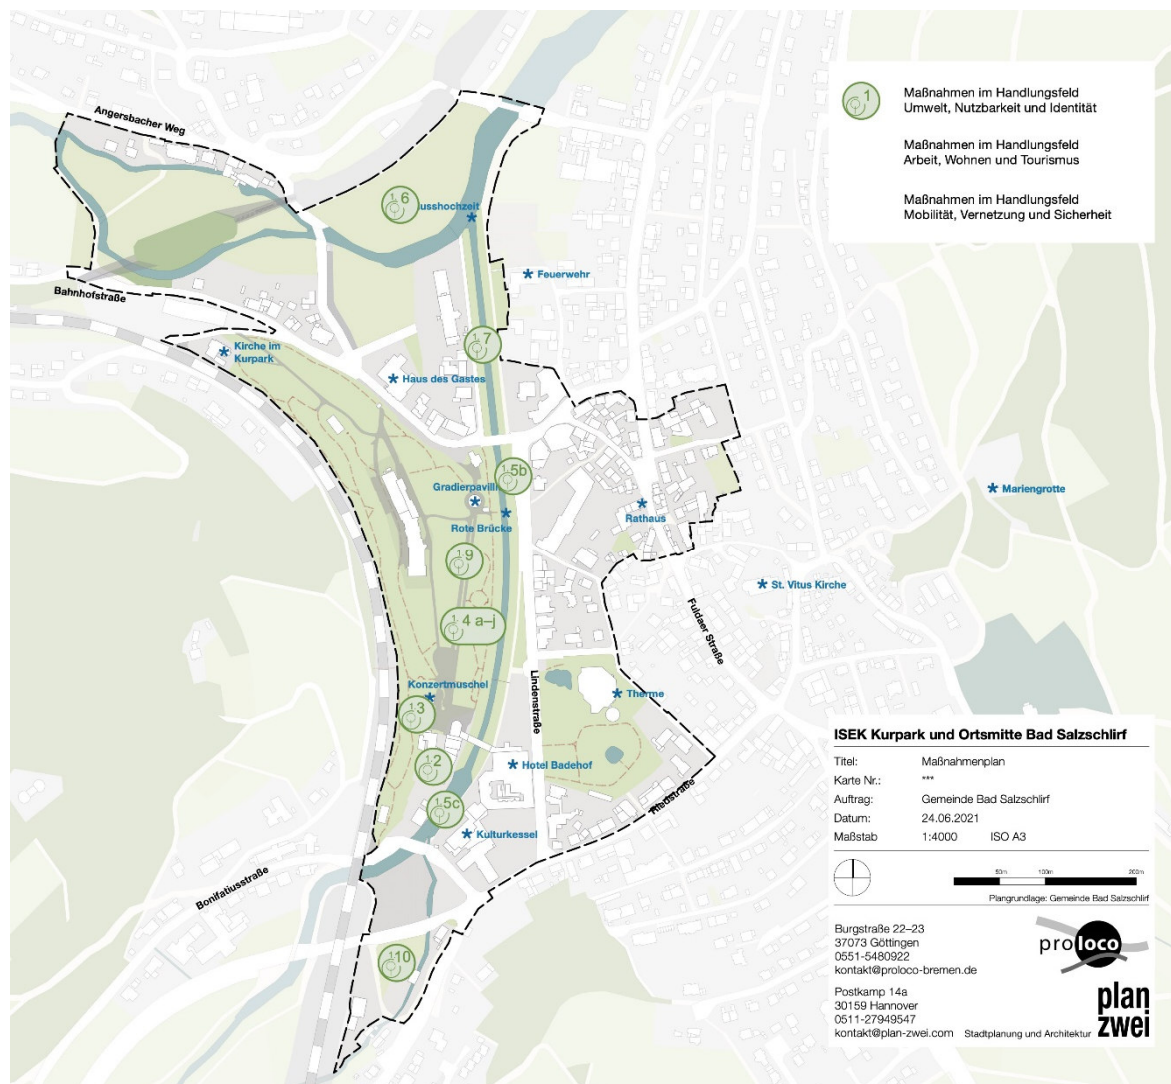 1
Maßnahmen im Handlungsfeld
Umwelt, Nutzbarkeit und Identität
Maßnahmen im Handlungsfeld
Arbeit, Wohnen und Tourismus
Maßnahmen im Handlungsfeld
Mobilität, Vernetzung und Sicherheit
Angersbacher Weg
6
usshochzeit
Feuerwehr
Bahnhofstraße
7
Kirche im
Kurpark
Haus des Gastes
5b
Gradierpavilli
Rote Brücke
Rathaus
Mariengrotte
9
St. Vitus Kirche
4 a–j
Fuldaer Straße
Konzertmuschel
Lindenstraße
Therme
3
2
Hotel Badehof
5c
Riedstraße
Kulturkessel
Bonifatiusstraße
10
ISEK Kurpark und Ortsmitte Bad Salzschlirf
Titel: Maßnahmenplan
Karte Nr.: ***
Auftrag: Gemeinde Bad Salzschlirf
Datum: 24.06.2021
Maßstab 1:4000 ISO A3
50m 100m 200m
Plangrundlage: Gemeinde Bad Salzschlirf
Burgstraße 22–23
37073 Göttingen
0551-5480922
kontakt@proloco-bremen.de
proloco
Postkamp 14a
30159 Hannover
0511-27949547
kontakt@plan-zwei.com Stadtplanung und Architektur
plan
zwei